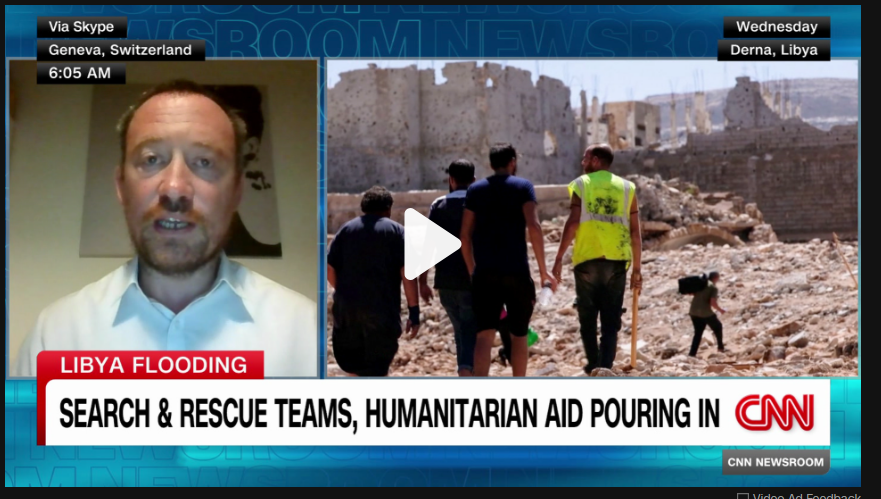 Via Skype
Geneva, Switzerland
6:05 AM
Wednesday
Derna, Libya
LIBYA FLOODING
SEARCH & RESCUE TEAMS, HUMANITARIAN AID POURING IN
CNN
CNN NEWSROOM
Video Ad Feedback